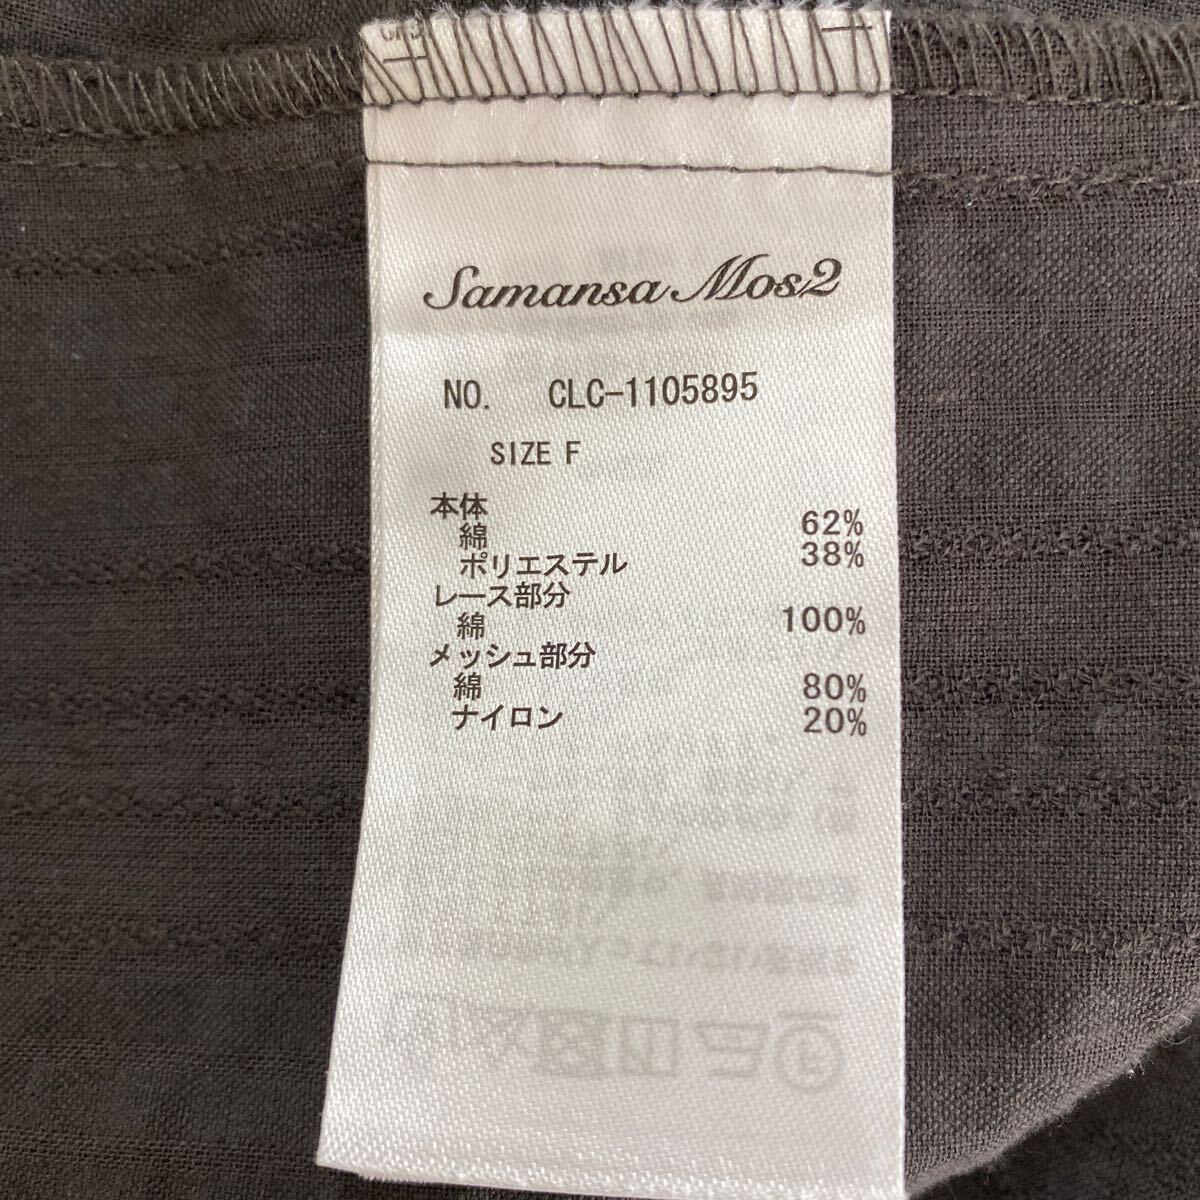 Samansa Mos2
NO. CLC-1105895
SIZE F
本体
綿 62%
ポリエステル 38%
レース部分
綿 100%
メッシュ部分
綿 80%
ナイロン 20%